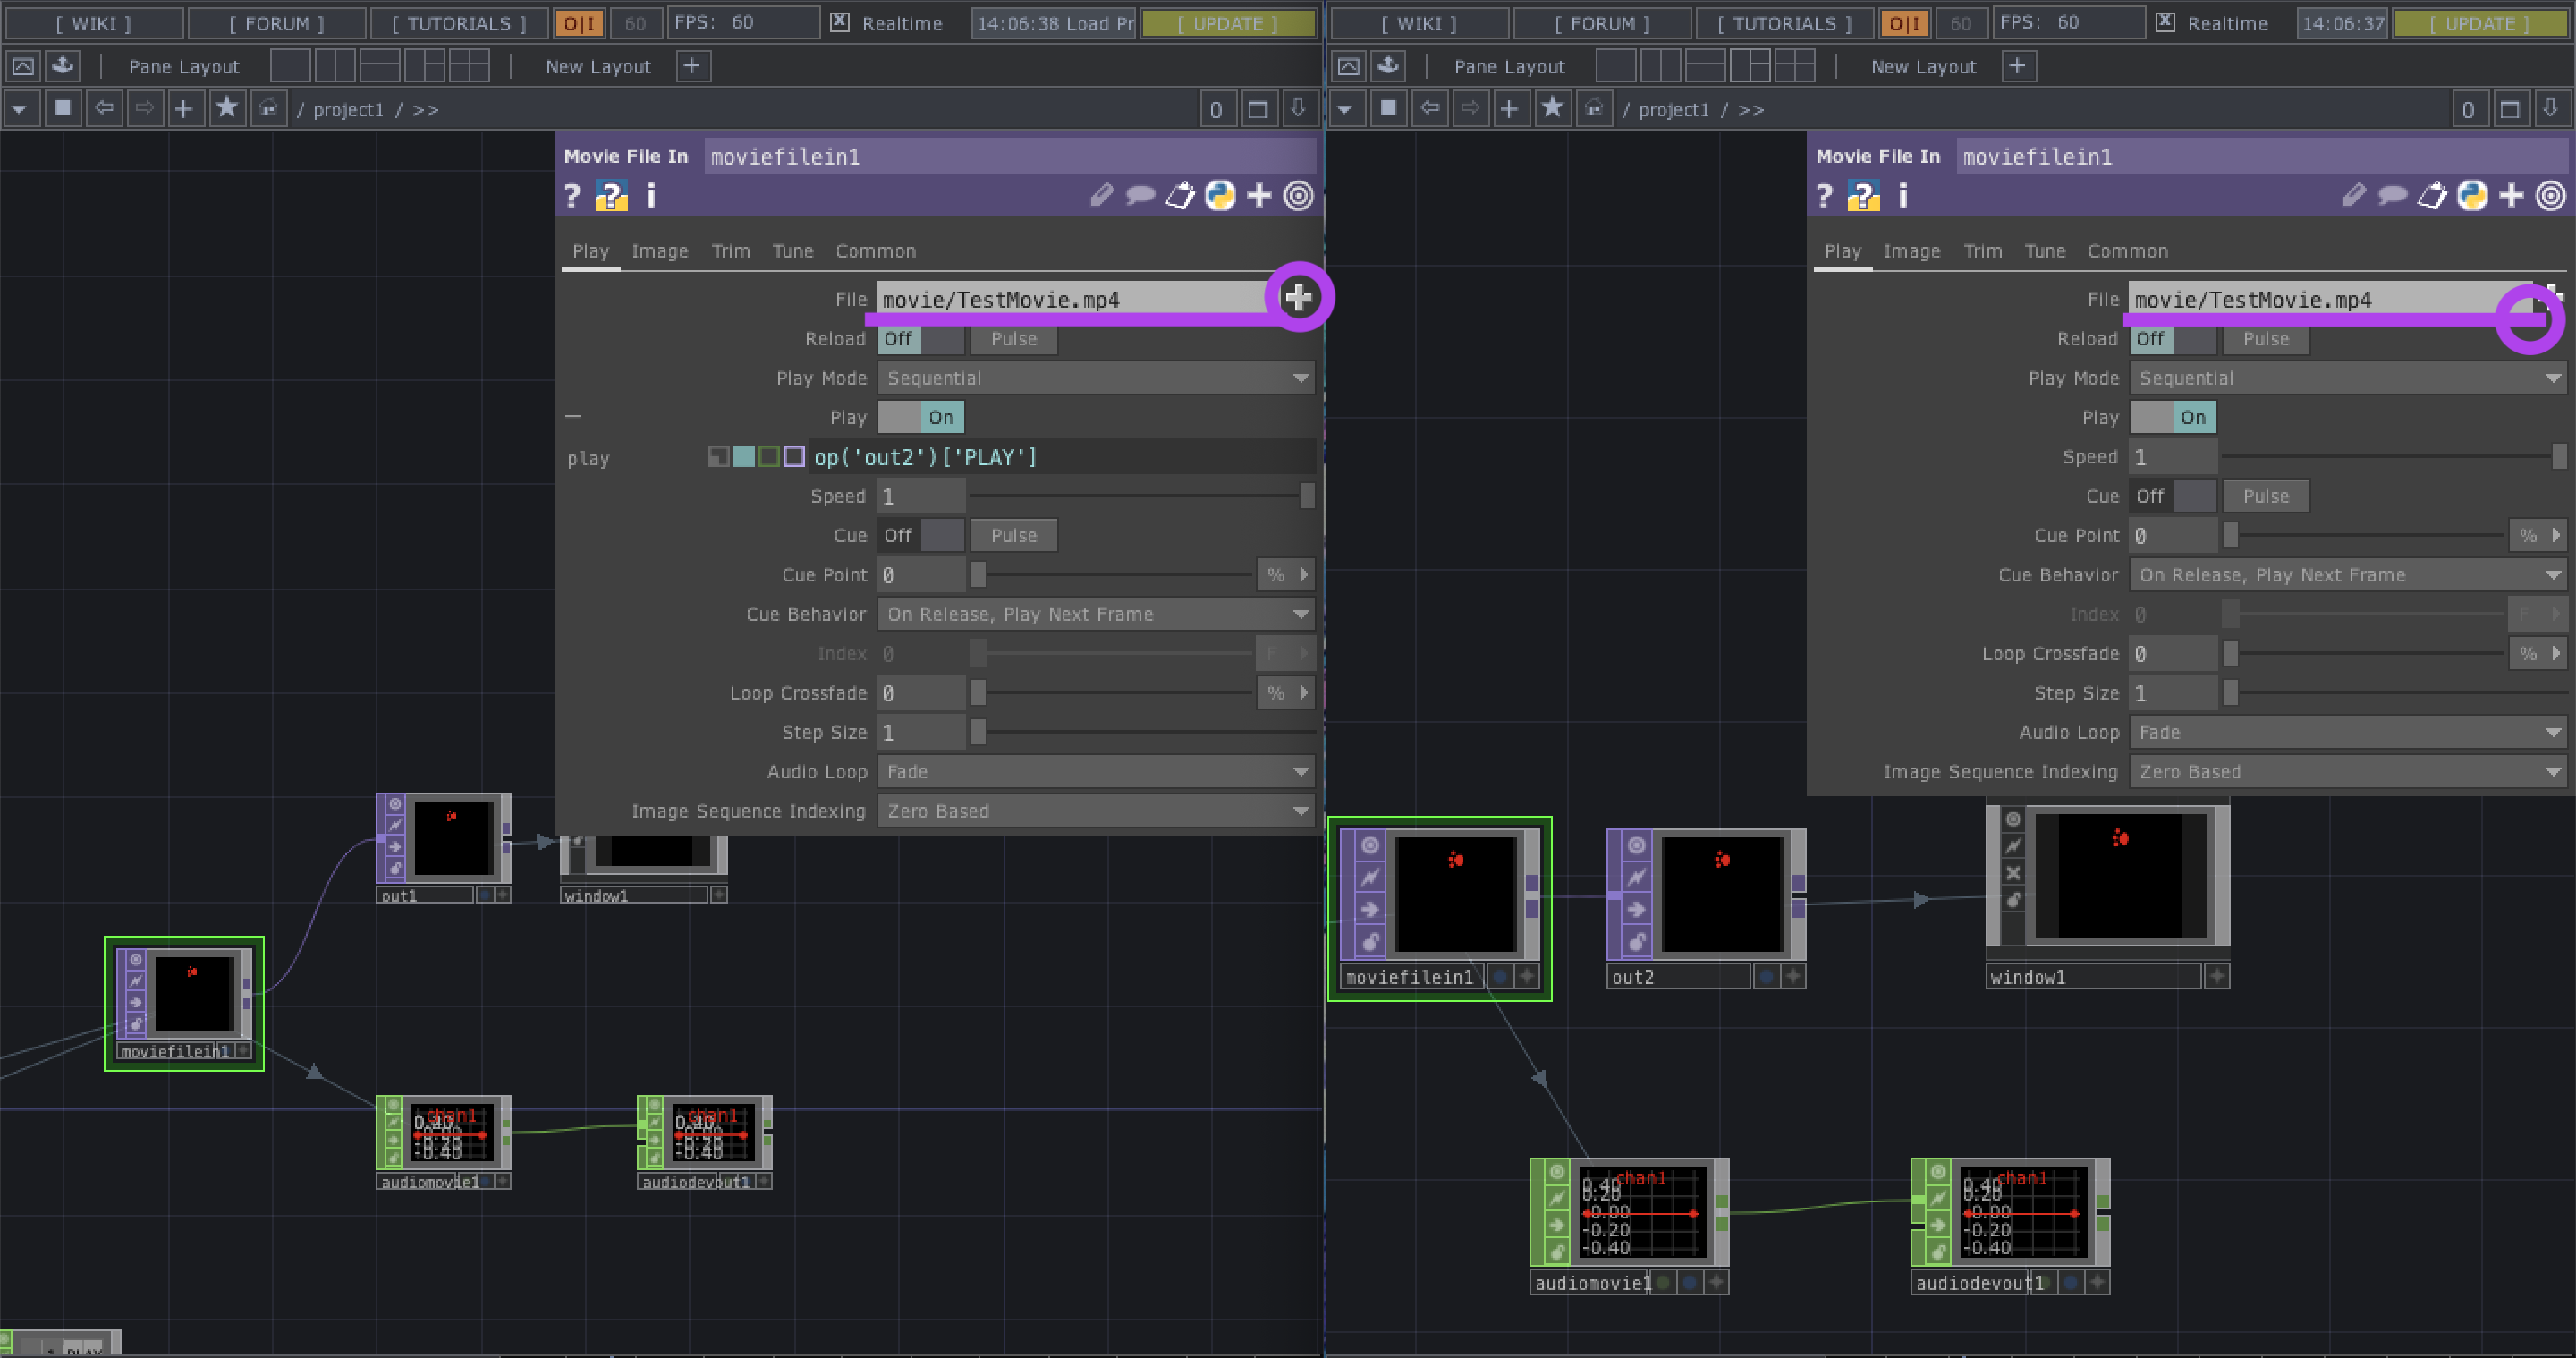 [ WIKI ] [ FORUM ] [ TUTORIALS ] O|I 60 FPS: 60 Realtime 14:06:38 Load Pr [ UPDATE ]
Pane Layout New Layout +
/ project1 / >> 0
Movie File In moviefilein1
? ? i
Play Image Trim Tune Common
File movie/TestMovie.mp4
Reload Off Pulse
Play Mode Sequential
Play On
play op('out2')['PLAY']
Speed 1
Cue Off Pulse
Cue Point 0 %
Cue Behavior On Release, Play Next Frame
Index 0 F
Loop Crossfade 0 %
Step Size 1
Audio Loop Fade
Image Sequence Indexing Zero Based
out1
window1
moviefilein1
chan1
0.40
-0.20
-0.40
audiomovie1
chan1
0.40
-0.20
-0.40
audiodevout1
1 PLAY
[ WIKI ] [ FORUM ] [ TUTORIALS ] O|I 60 FPS: 60 Realtime 14:06:37 [ UPDATE ]
Pane Layout New Layout +
/ project1 / >> 0
Movie File In moviefilein1
? ? i
Play Image Trim Tune Common
File movie/TestMovie.mp4
Reload Off Pulse
Play Mode Sequential
Play On
Speed 1
Cue Off Pulse
Cue Point 0 %
Cue Behavior On Release, Play Next Frame
Index 0 F
Loop Crossfade 0 %
Step Size 1
Audio Loop Fade
Image Sequence Indexing Zero Based
moviefilein1
out2
window1
chan1
0.40
0.20
-0.00
-0.20
-0.40
audiomovie1
chan1
0.40
0.20
-0.00
-0.20
-0.40
audiodevout1